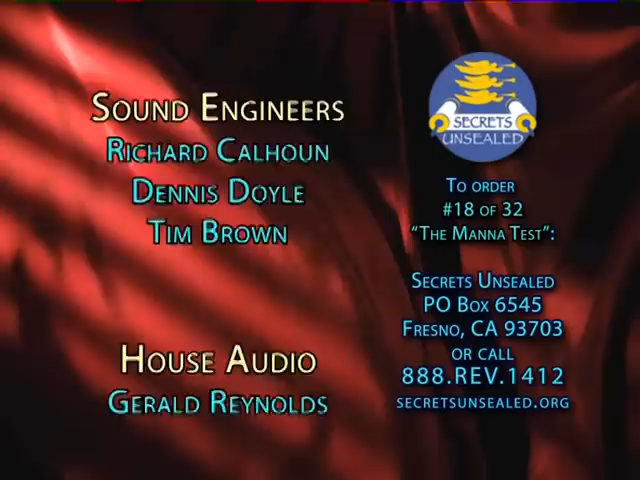 Sound Engineers
Richard Calhoun
Dennis Doyle
Tim Brown
House Audio
Gerald Reynolds
SECRETS
UNSEALED
To order
#18 of 32
“The Manna Test”:
Secrets Unsealed
PO Box 6545
Fresno, CA 93703
or call
888.REV.1412
secretsunsealed.org